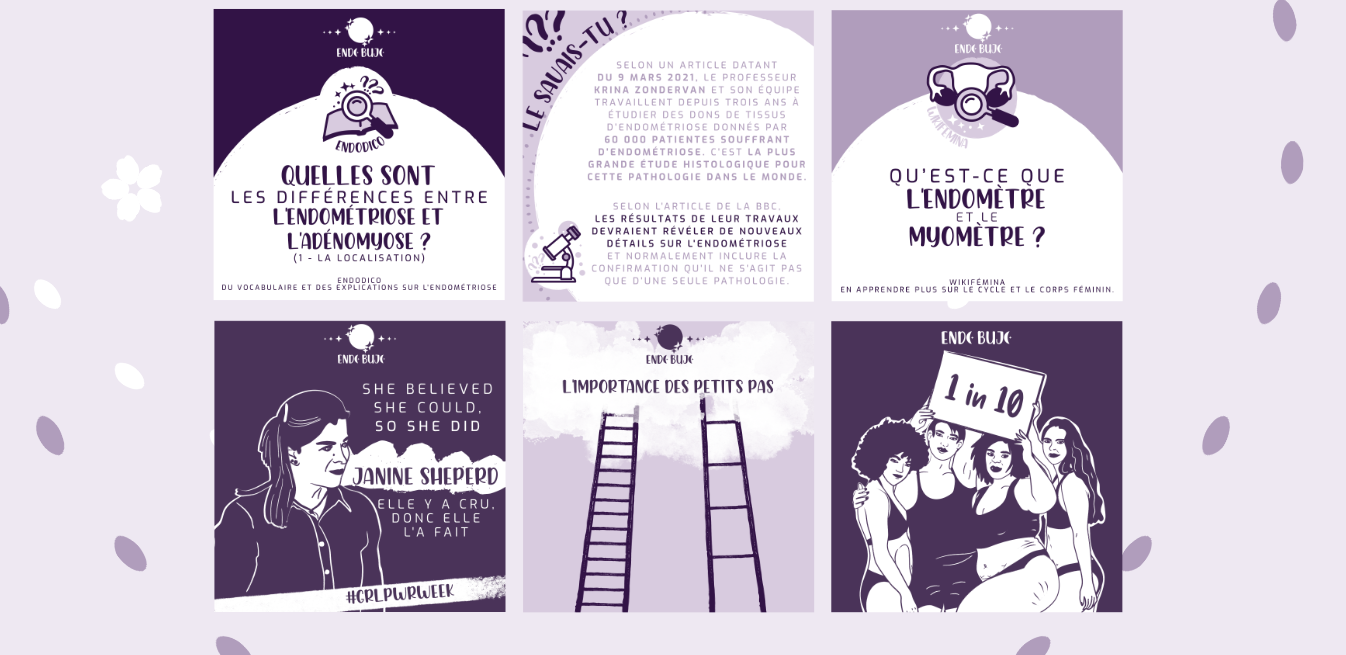 ENDO BUJO
ENDODICO
QUELLES SONT
LES DIFFÉRENCES ENTRE
L'ENDOMÉTRIOSE ET
L'ADÉNOMYOSE ?
(1 - LA LOCALISATION)
ENDODICO
DU VOCABULAIRE ET DES EXPLICATIONS SUR L'ENDOMÉTRIOSE
???
LE SAVAIS-TU ?
SELON UN ARTICLE DATANT
DU 9 MARS 2021, LE PROFESSEUR
KRINA ZONDERVAN ET SON ÉQUIPE
TRAVAILLENT DEPUIS TROIS ANS À
ÉTUDIER DES DONS DE TISSUS
D'ENDOMÉTRIOSE DONNÉS PAR
60 000 PATIENTES SOUFFRANT
D'ENDOMÉTRIOSE. C'EST LA PLUS
GRANDE ÉTUDE HISTOLOGIQUE POUR
CETTE PATHOLOGIE DANS LE MONDE.
SELON L'ARTICLE DE LA BBC,
LES RÉSULTATS DE LEUR TRAVAUX
DEVRAIENT RÉVÉLER DE NOUVEAUX
DÉTAILS SUR L'ENDOMÉTRIOSE
ET NORMALEMENT INCLURE LA
CONFIRMATION QU'IL NE S'AGIT PAS
QUE D'UNE SEULE PATHOLOGIE.
ENDO BUJO
WIKIFÉMINA
QU'EST-CE QUE
L'ENDOMÈTRE
ET LE
MYOMÈTRE ?
WIKIFÉMINA
EN APPRENDRE PLUS SUR LE CYCLE ET LE CORPS FÉMININ.
ENDO BUJO
SHE BELIEVED
SHE COULD,
SO SHE DID
JANINE SHEPERD
ELLE Y A CRU,
DONC ELLE
L'A FAIT
#GRLPWRWEEK
ENDO BUJO
L'IMPORTANCE DES PETITS PAS
ENDO BUJO
1 in 10